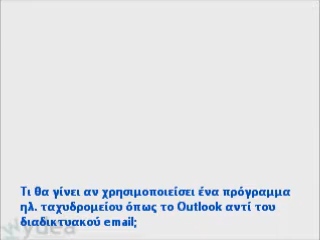 Τι θα γίνει αν χρησιμοποιείσει ένα πρόγραμμα
ηλ. ταχυδρομείου όπως το Outlook αντί του
διαδικτυακού email;